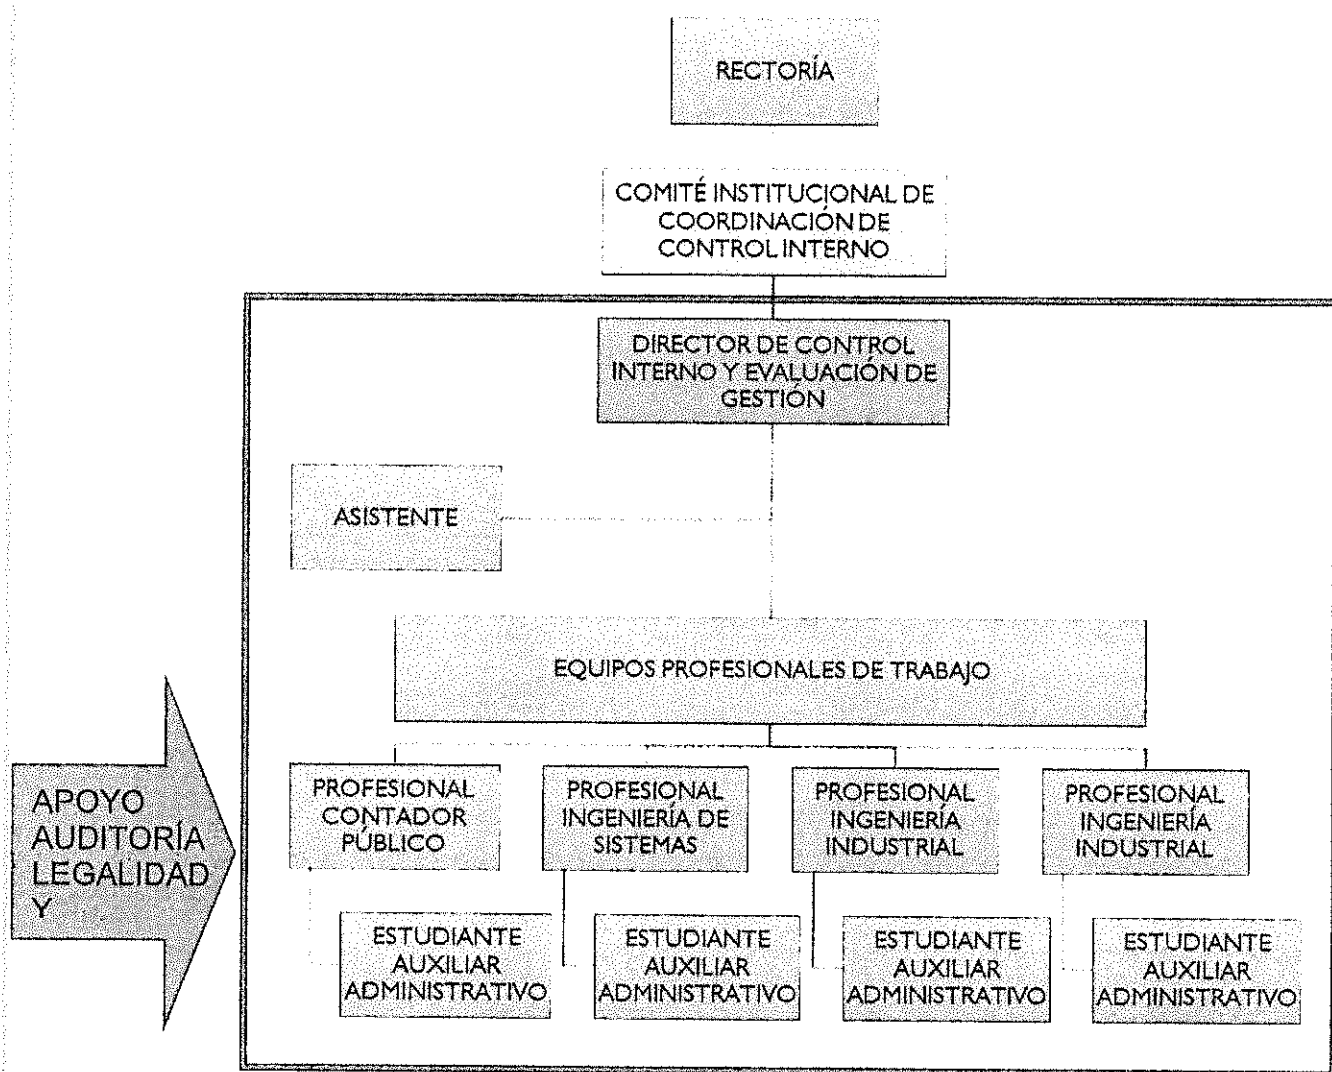 RECTORÍA
COMITÉ INSTITUCIONAL DE
COORDINACIÓN DE
CONTROL INTERNO
DIRECTOR DE CONTROL
INTERNO Y EVALUACIÓN DE
GESTIÓN
ASISTENTE
EQUIPOS PROFESIONALES DE TRABAJO
APOYO
AUDITORÍA
LEGALIDAD
Y
PROFESIONAL
CONTADOR
PÚBLICO
PROFESIONAL
INGENIERÍA DE
SISTEMAS
PROFESIONAL
INGENIERÍA
INDUSTRIAL
PROFESIONAL
INGENIERÍA
INDUSTRIAL
ESTUDIANTE
AUXILIAR
ADMINISTRATIVO
ESTUDIANTE
AUXILIAR
ADMINISTRATIVO
ESTUDIANTE
AUXILIAR
ADMINISTRATIVO
ESTUDIANTE
AUXILIAR
ADMINISTRATIVO